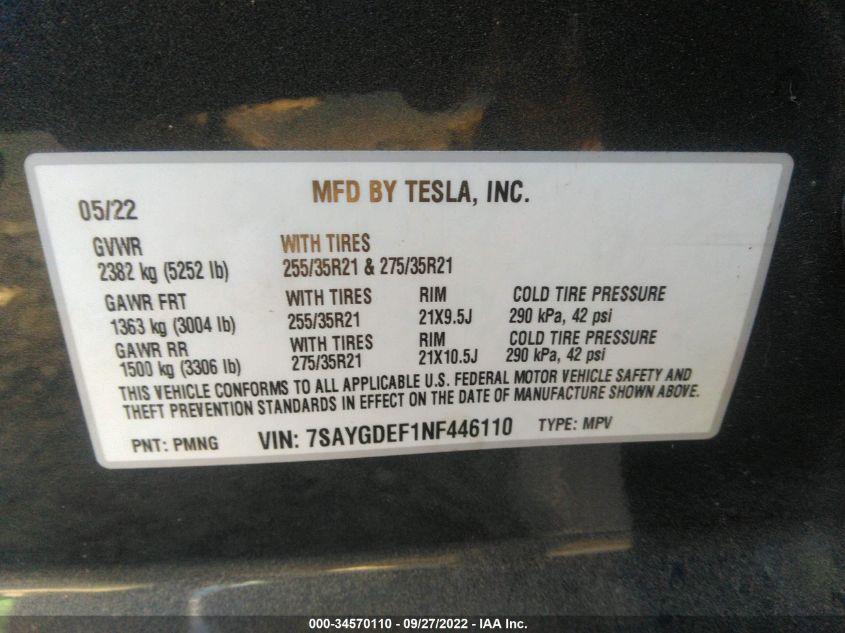 05/22
MFD BY TESLA, INC.
GVWR
2382 kg (5252 lb)
WITH TIRES
255/35R21 & 275/35R21
GAWR FRT WITH TIRES RIM COLD TIRE PRESSURE
1363 kg (3004 lb) 255/35R21 21X9.5J 290 kPa, 42 psi
GAWR RR WITH TIRES RIM COLD TIRE PRESSURE
1500 kg (3306 lb) 275/35R21 21X10.5J 290 kPa, 42 psi
THIS VEHICLE CONFORMS TO ALL APPLICABLE U.S. FEDERAL MOTOR VEHICLE SAFETY AND
THEFT PREVENTION STANDARDS IN EFFECT ON THE DATE OF MANUFACTURE SHOWN ABOVE.
PNT: PMNG VIN: 7SAYGDEF1NF446110 TYPE: MPV
000-34570110 - 09/27/2022 - IAA Inc.